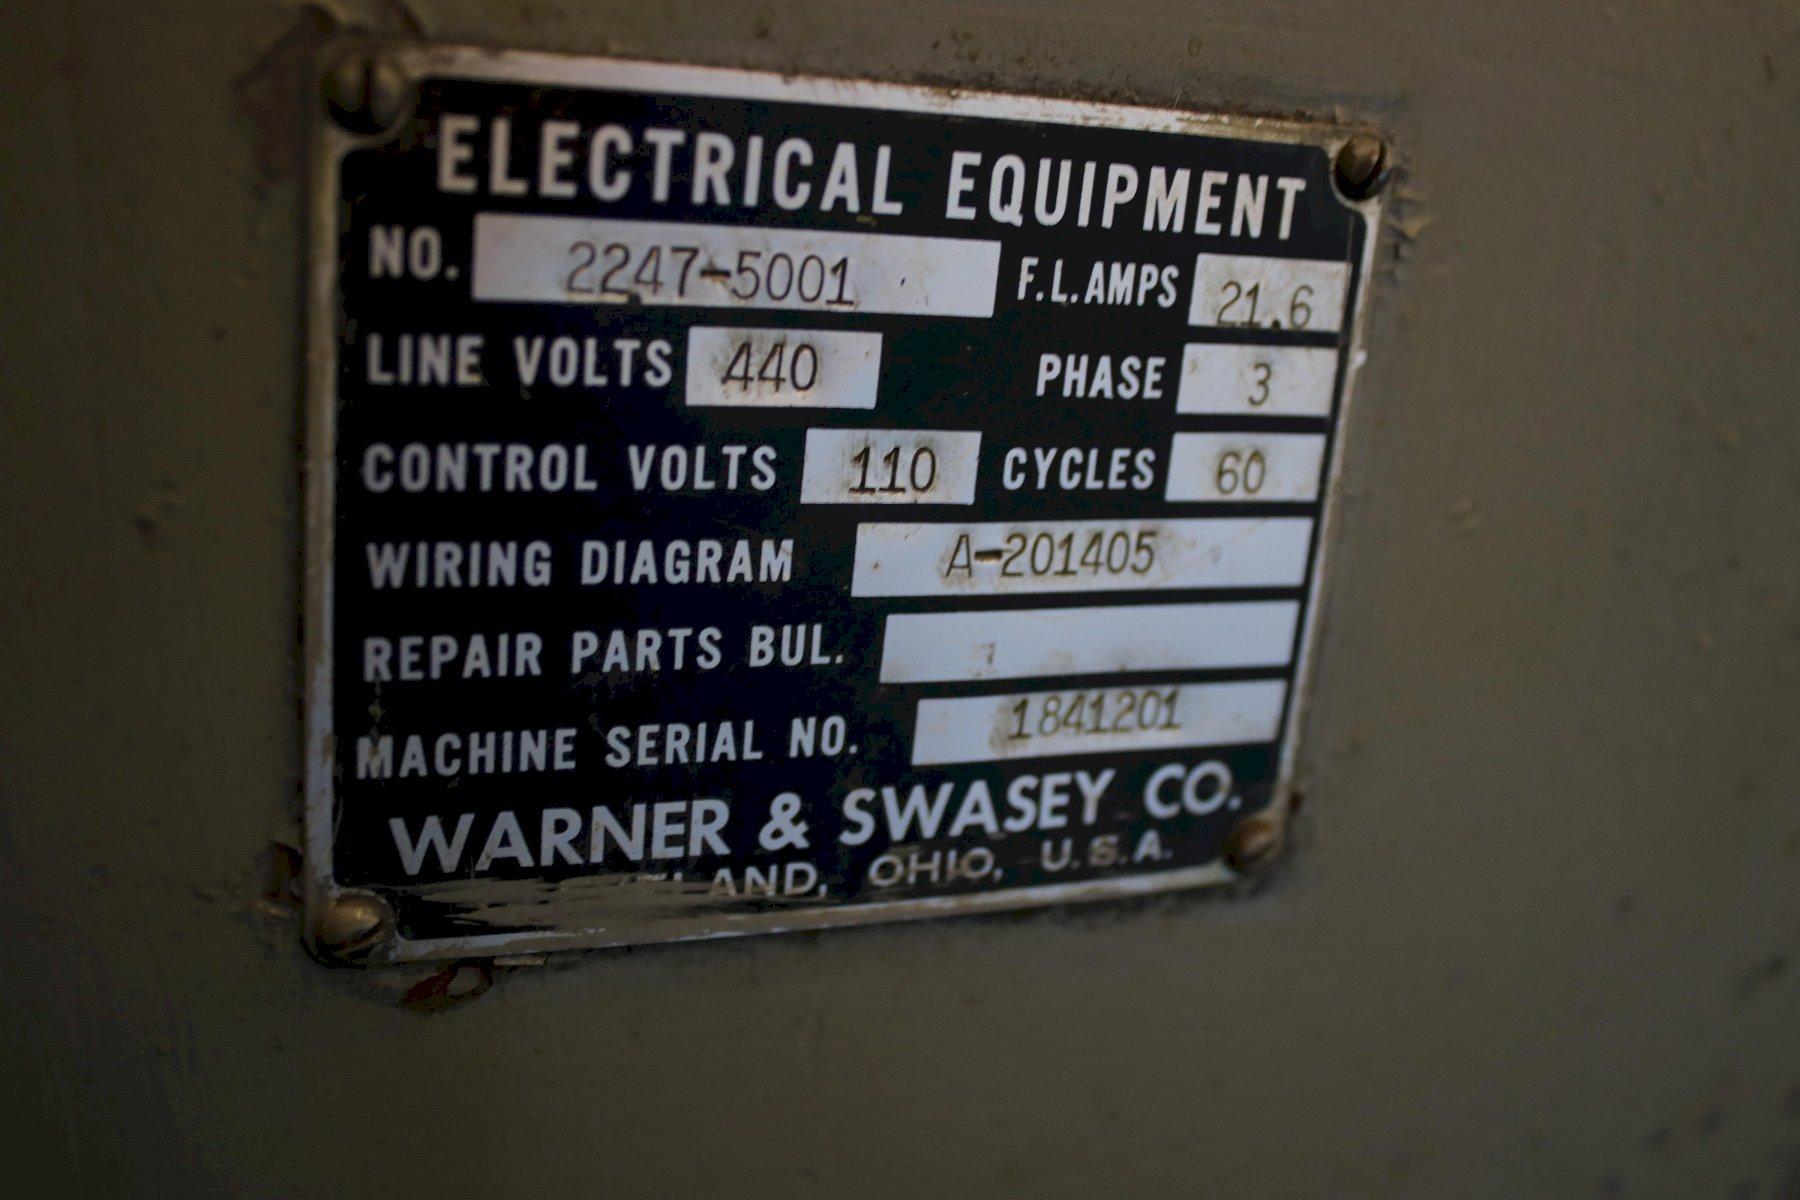 ELECTRICAL EQUIPMENT
NO. 2247-5001 F.L.AMPS 21.6
LINE VOLTS 440 PHASE 3
CONTROL VOLTS 110 CYCLES 60
WIRING DIAGRAM A-201405
REPAIR PARTS BUL.
MACHINE SERIAL NO. 1841201
WARNER & SWASEY CO.
OHIO, U.S.A.